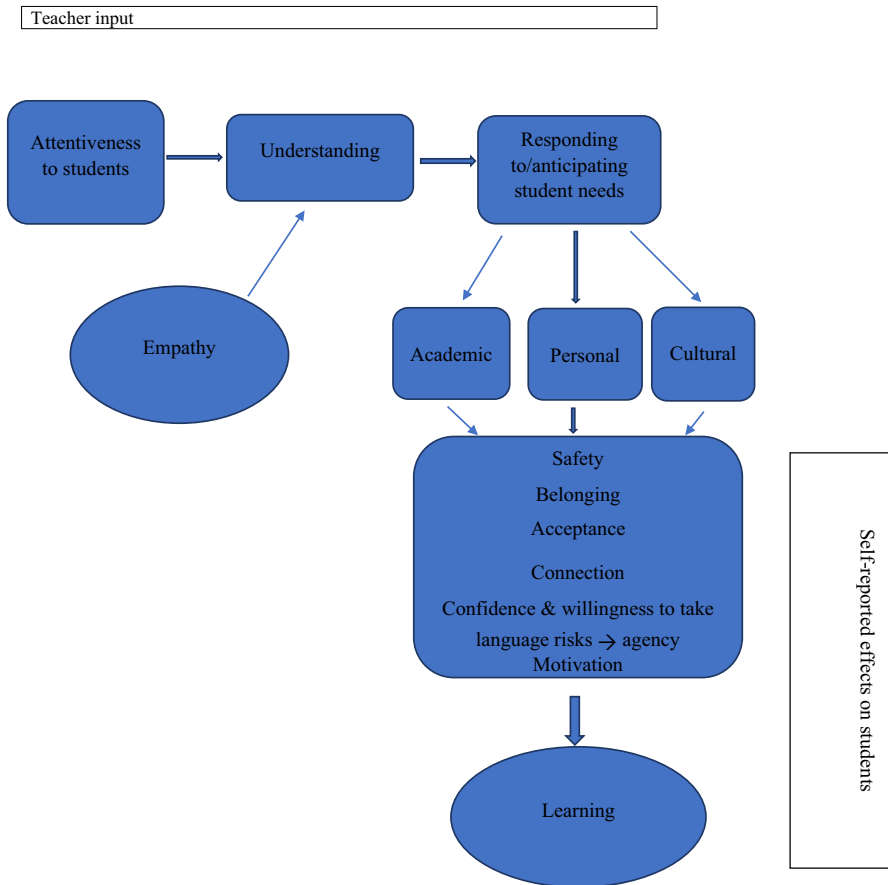 Teacher input
Attentiveness
to students
Understanding
Responding
to/anticipating
student needs
Empathy
Academic
Personal
Cultural
Safety
Belonging
Acceptance
Connection
Confidence & willingness to take
language risks → agency
Motivation
Self-reported effects on students
Learning